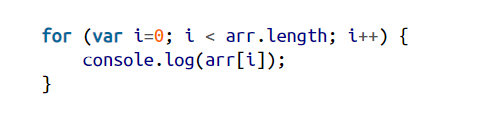 for (var i=0; i < arr.length; i++) {
    console.log(arr[i]);
}